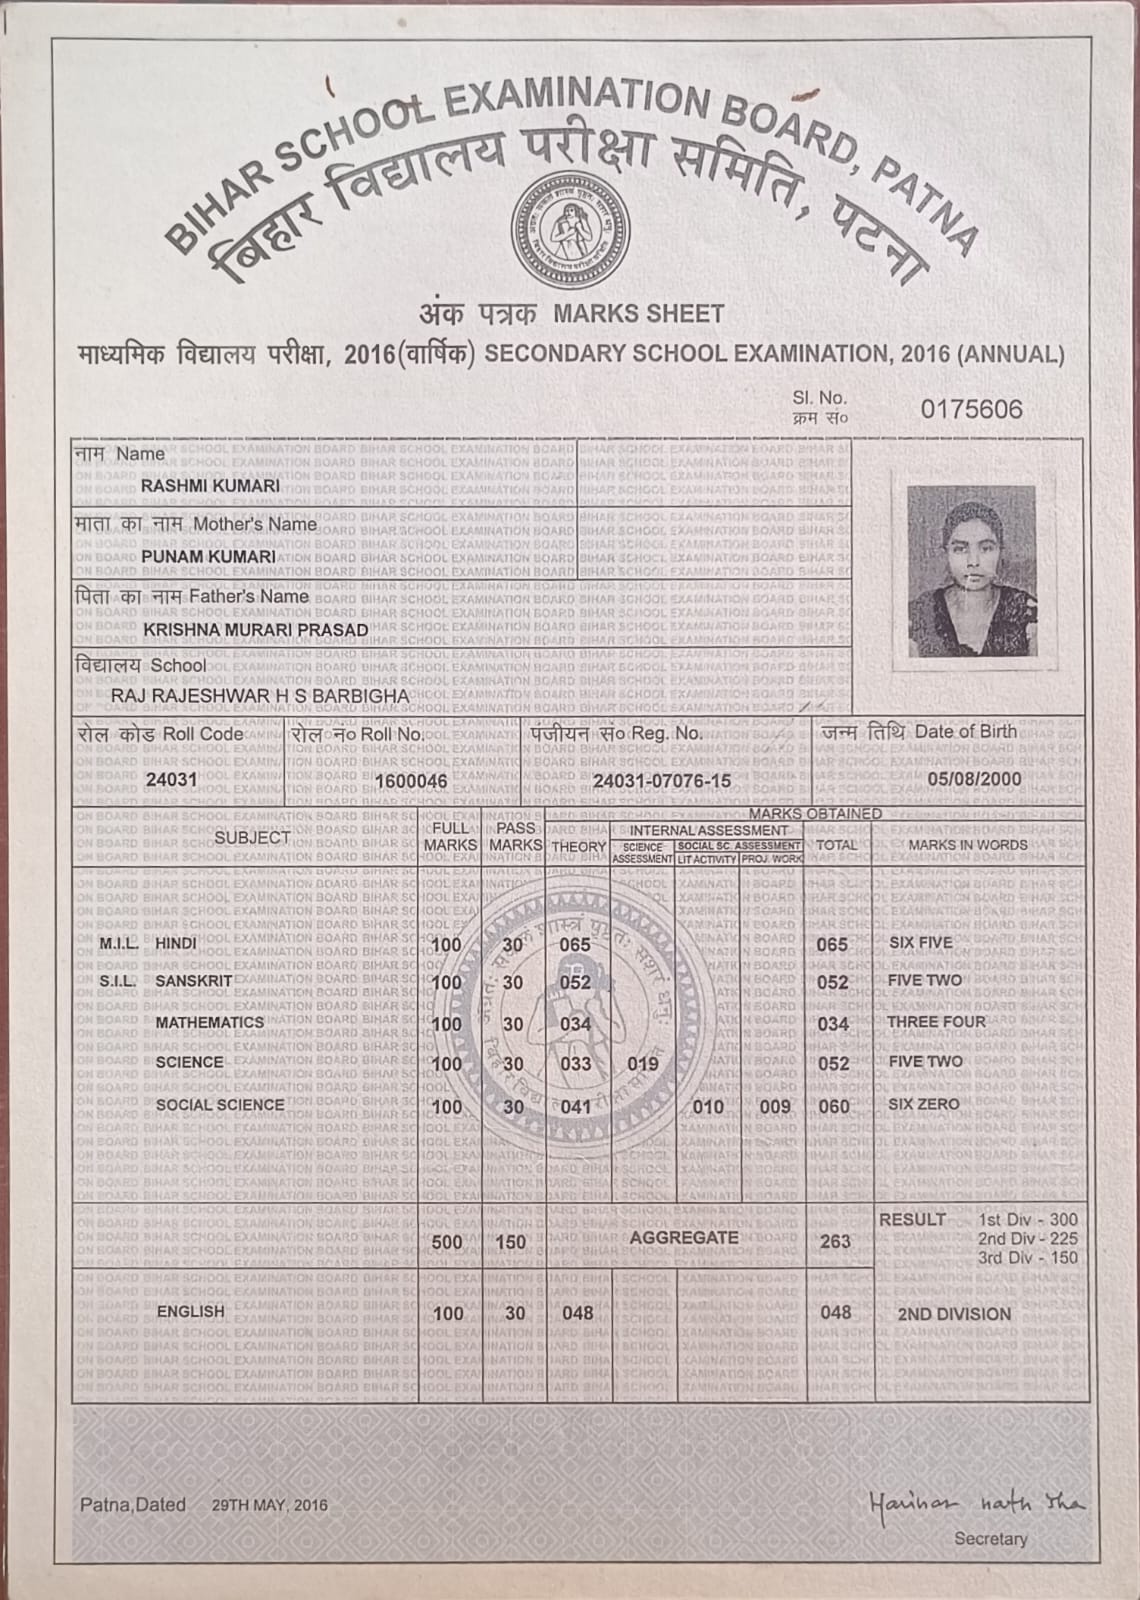 BIHAR SCHOOL EXAMINATION BOARD, PATNA
बिहार विद्यालय परीक्षा समिति, पटना
अंक पत्रक MARKS SHEET
माध्यमिक विद्यालय परीक्षा, 2016(वार्षिक) SECONDARY SCHOOL EXAMINATION, 2016 (ANNUAL)
Sl. No.
क्रम सं० 0175606
नाम Name
RASHMI KUMARI
माता का नाम Mother's Name
PUNAM KUMARI
पिता का नाम Father's Name
KRISHNA MURARI PRASAD
विद्यालय School
RAJ RAJESHWAR H S BARBIGHA
रोल कोड Roll Code रोल नं० Roll No. पंजीयन सं० Reg. No. जन्म तिथि Date of Birth
24031 1600046 24031-07076-15 05/08/2000
MARKS OBTAINED
SUBJECT FULL MARKS PASS MARKS THEORY INTERNAL ASSESSMENT TOTAL MARKS IN WORDS
SCIENCE ASSESSMENT SOCIAL SC. ASSESSMENT
LIT ACTIVITY PROJ. WORK
M.I.L. HINDI 100 30 065 065 SIX FIVE
S.I.L. SANSKRIT 100 30 052 052 FIVE TWO
MATHEMATICS 100 30 034 034 THREE FOUR
SCIENCE 100 30 033 019 052 FIVE TWO
SOCIAL SCIENCE 100 30 041 010 009 060 SIX ZERO
500 150 AGGREGATE 263
RESULT 1st Div - 300
2nd Div - 225
3rd Div - 150
ENGLISH 100 30 048 048 2ND DIVISION
Patna,Dated 29TH MAY, 2016
Harihar nath Jha
Secretary